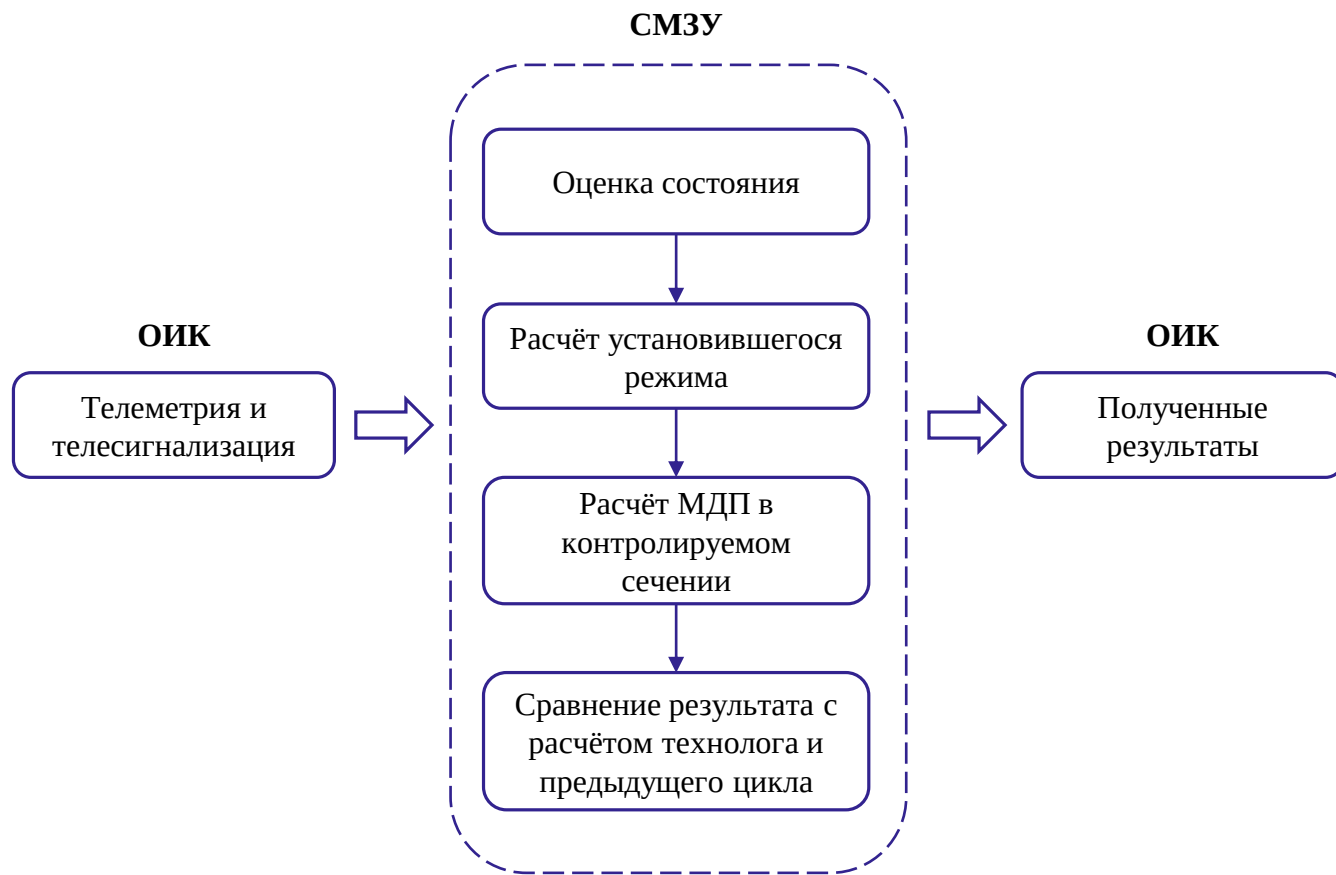 СМЗУ
Оценка состояния
Расчёт установившегося
режима
Расчёт МДП в
контролируемом
сечении
Сравнение результата с
расчётом технолога и
предыдущего цикла
ОИК
Телеметрия и
телесигнализация
ОИК
Полученные
результаты